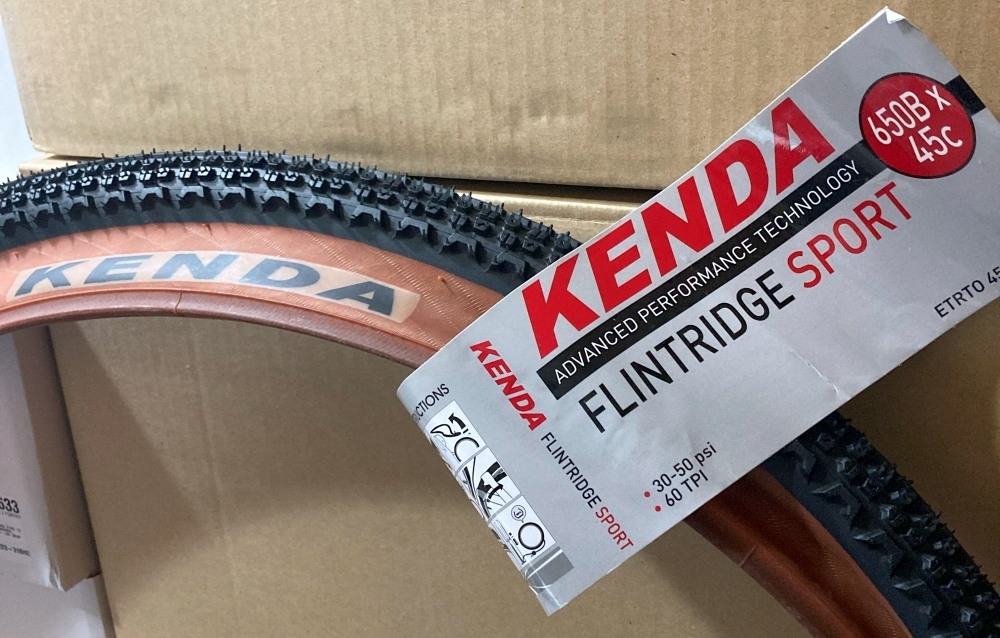 KENDA
650B X
45C
KENDA
ADVANCED PERFORMANCE TECHNOLOGY
FLINTRIDGE SPORT
ETRTO 45
• 30-50 psi
• 60 TPI
KENDA
FLINTRIDGE SPORT
533